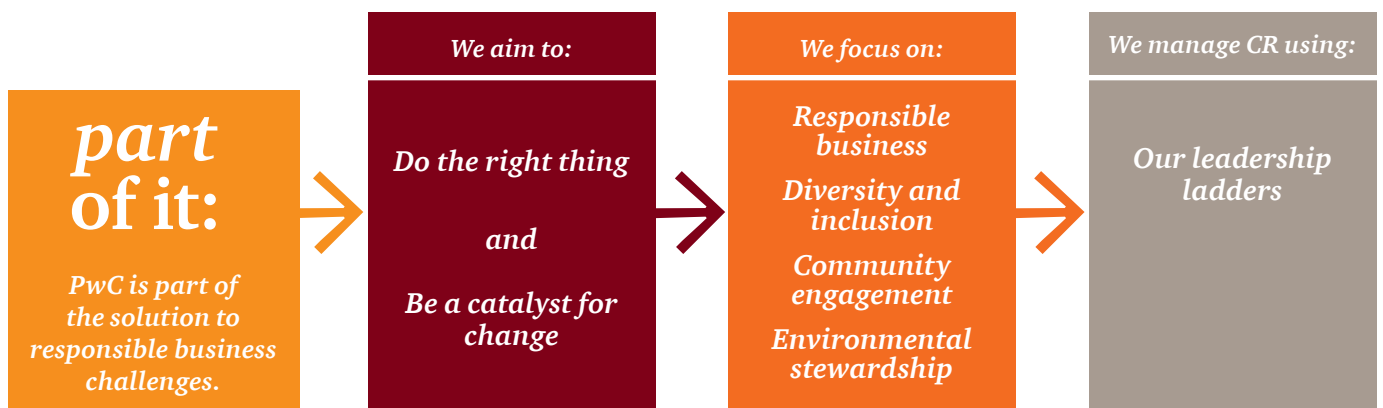 part
of it:
PwC is part of
the solution to
responsible business
challenges.
We aim to:
Do the right thing
and
Be a catalyst for
change
We focus on:
Responsible
business
Diversity and
inclusion
Community
engagement
Environmental
stewardship
We manage CR using:
Our leadership
ladders